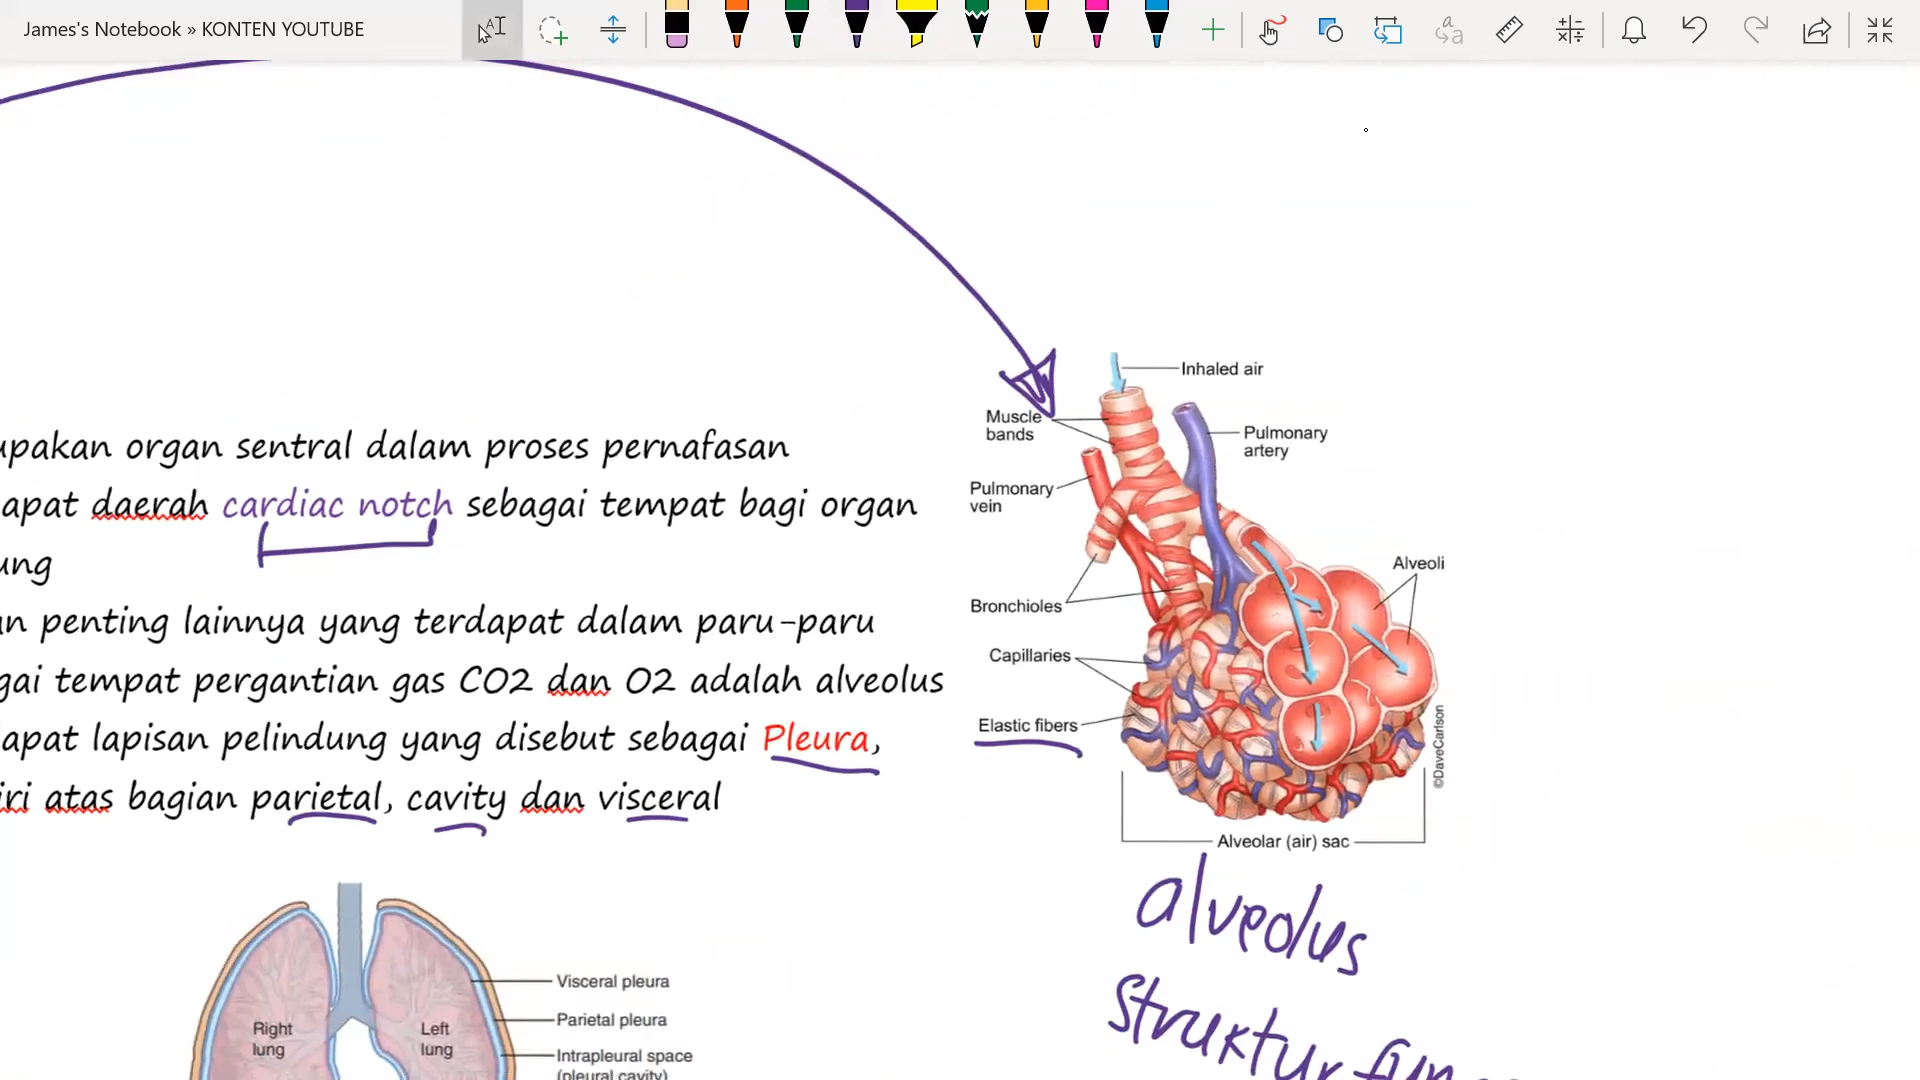 James's Notebook » KONTEN YOUTUBE
upakan organ sentral dalam proses pernafasan
apat daerah cardiac notch sebagai tempat bagi organ
ung
an penting lainnya yang terdapat dalam paru-paru
gai tempat pergantian gas CO2 dan O2 adalah alveolus
apat lapisan pelindung yang disebut sebagai Pleura,
iri atas bagian parietal, cavity dan visceral
Inhaled air
Muscle
bands
Pulmonary
artery
Pulmonary
vein
Alveoli
Bronchioles
Capillaries
Elastic fibers
©DaveCarlson
Alveolar (air) sac
alveolus
struktur fun
Visceral pleura
Parietal pleura
Intrapleural space
(pleural cavity)
Right
lung
Left
lung